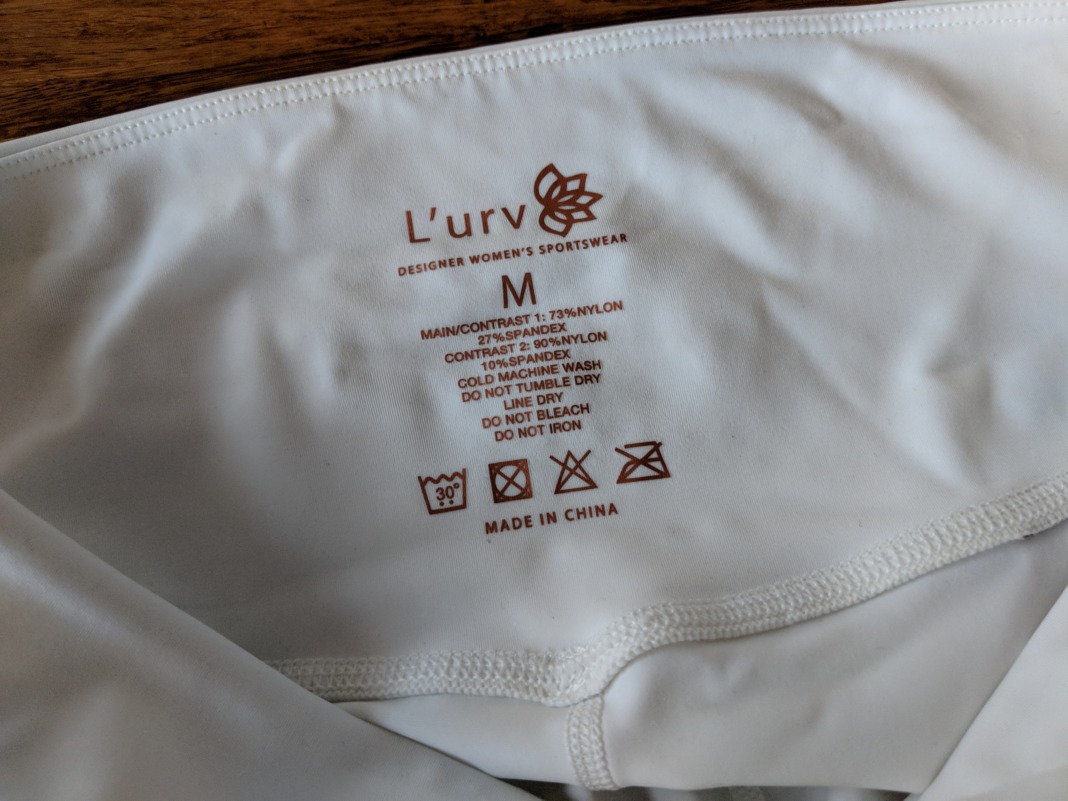 L'urv
DESIGNER WOMEN'S SPORTSWEAR
M
MAIN/CONTRAST 1: 73%NYLON
27%SPANDEX
CONTRAST 2: 90%NYLON
10%SPANDEX
COLD MACHINE WASH
DO NOT TUMBLE DRY
LINE DRY
DO NOT BLEACH
DO NOT IRON
30°
MADE IN CHINA